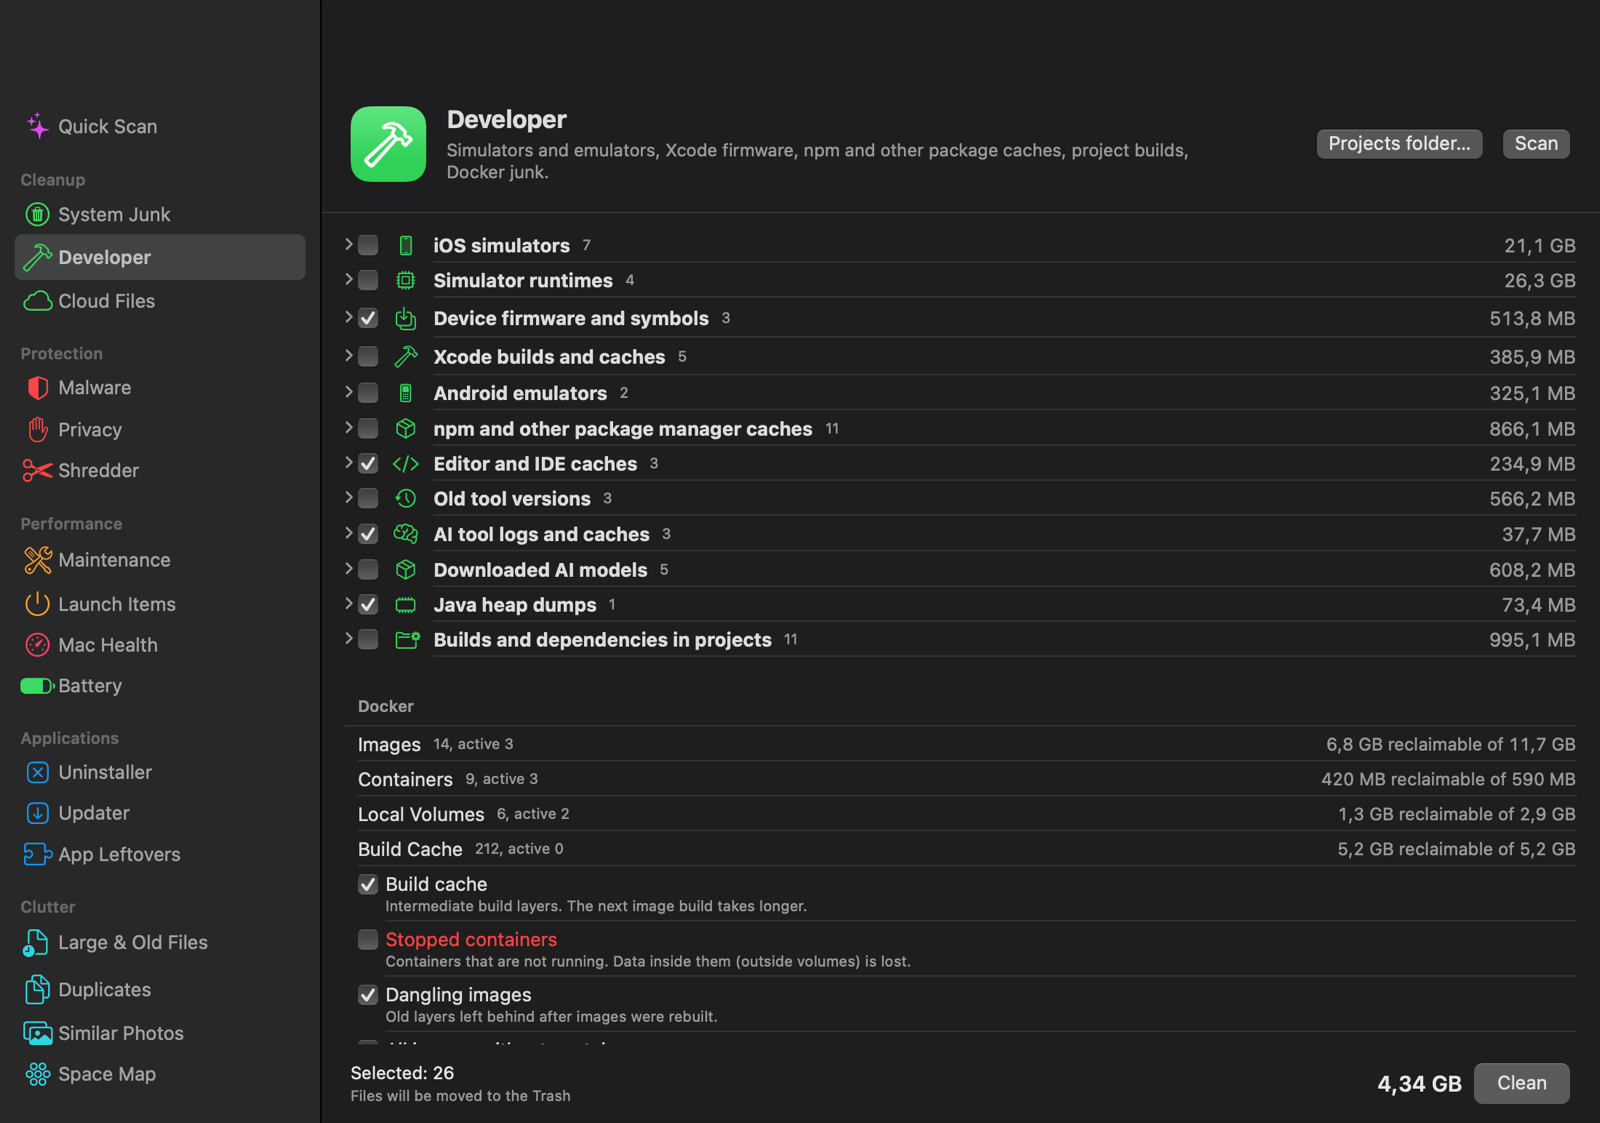 Quick Scan
Cleanup
System Junk
Developer
Cloud Files
Protection
Malware
Privacy
Shredder
Performance
Maintenance
Launch Items
Mac Health
Battery
Applications
Uninstaller
Updater
App Leftovers
Clutter
Large & Old Files
Duplicates
Similar Photos
Space Map
Developer
Simulators and emulators, Xcode firmware, npm and other package caches, project builds,
Docker junk.
Projects folder...
Scan
iOS simulators 7 21,1 GB
Simulator runtimes 4 26,3 GB
Device firmware and symbols 3 513,8 MB
Xcode builds and caches 5 385,9 MB
Android emulators 2 325,1 MB
npm and other package manager caches 11 866,1 MB
Editor and IDE caches 3 234,9 MB
Old tool versions 3 566,2 MB
AI tool logs and caches 3 37,7 MB
Downloaded AI models 5 608,2 MB
Java heap dumps 1 73,4 MB
Builds and dependencies in projects 11 995,1 MB
Docker
Images 14, active 3 6,8 GB reclaimable of 11,7 GB
Containers 9, active 3 420 MB reclaimable of 590 MB
Local Volumes 6, active 2 1,3 GB reclaimable of 2,9 GB
Build Cache 212, active 0 5,2 GB reclaimable of 5,2 GB
Build cache
Intermediate build layers. The next image build takes longer.
Stopped containers
Containers that are not running. Data inside them (outside volumes) is lost.
Dangling images
Old layers left behind after images were rebuilt.
Selected: 26
Files will be moved to the Trash
4,34 GB
Clean